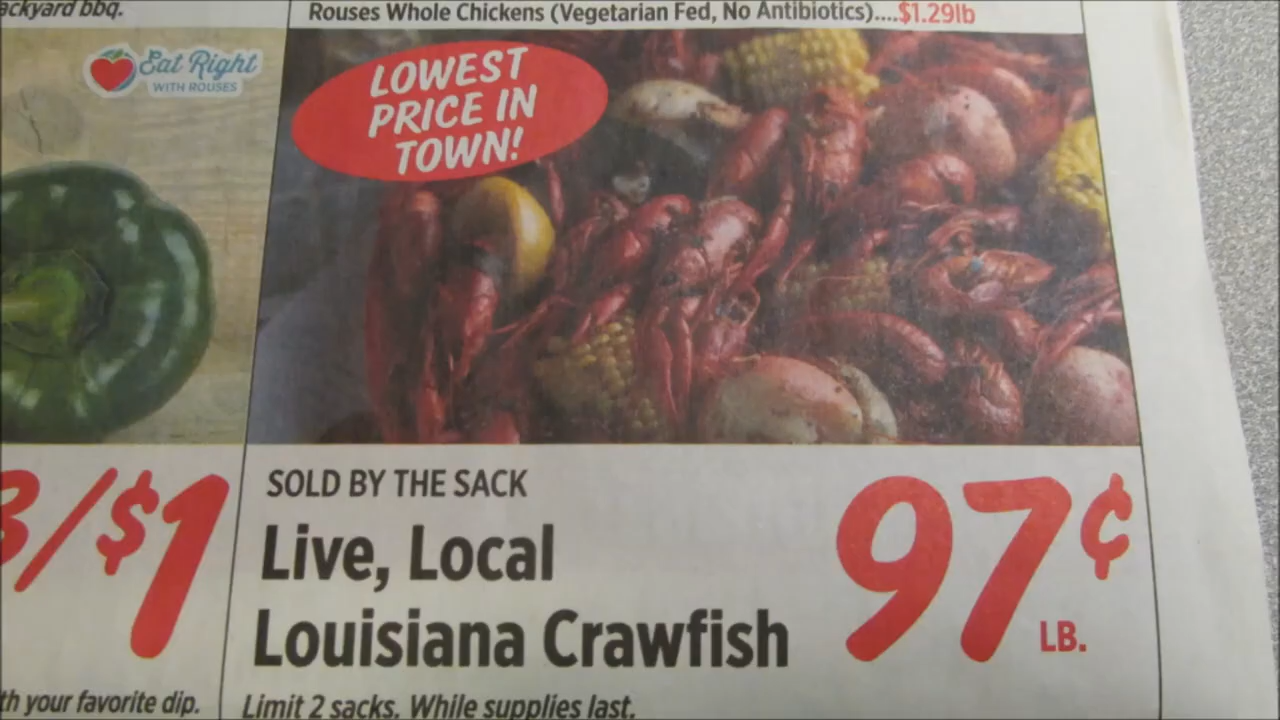 ackyard bbq.
Rouses Whole Chickens (Vegetarian Fed, No Antibiotics)....$1.29lb
Eat Right
WITH ROUSES
LOWEST
PRICE IN
TOWN!
3/$1
th your favorite dip.
SOLD BY THE SACK
Live, Local
Louisiana Crawfish
97¢
LB.
Limit 2 sacks. While supplies last.